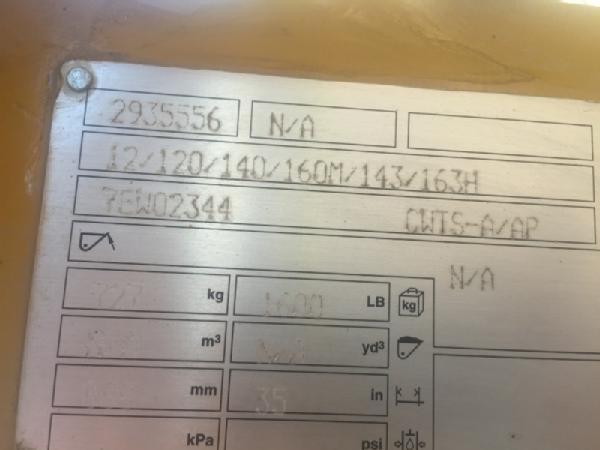 2935556 N/A
12/120/140/160M/143/163H
7EW02344 CWTS-A/AP
N/A
727 kg 1600 LB kg
m³ N/A yd³
mm 35 in
kPa psi